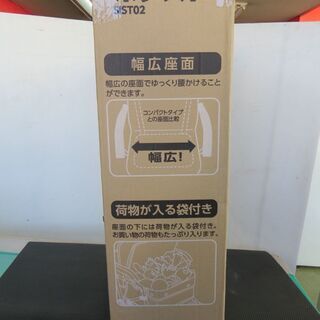 SIST02
幅広座面
幅広の座面でゆっくり腰かけること
ができます。
コンパクトタイプ
との座面比較
幅広!
荷物が入る袋付き
座面の下には荷物が入る袋付き。
お買い物の荷物もたっぷり入ります。